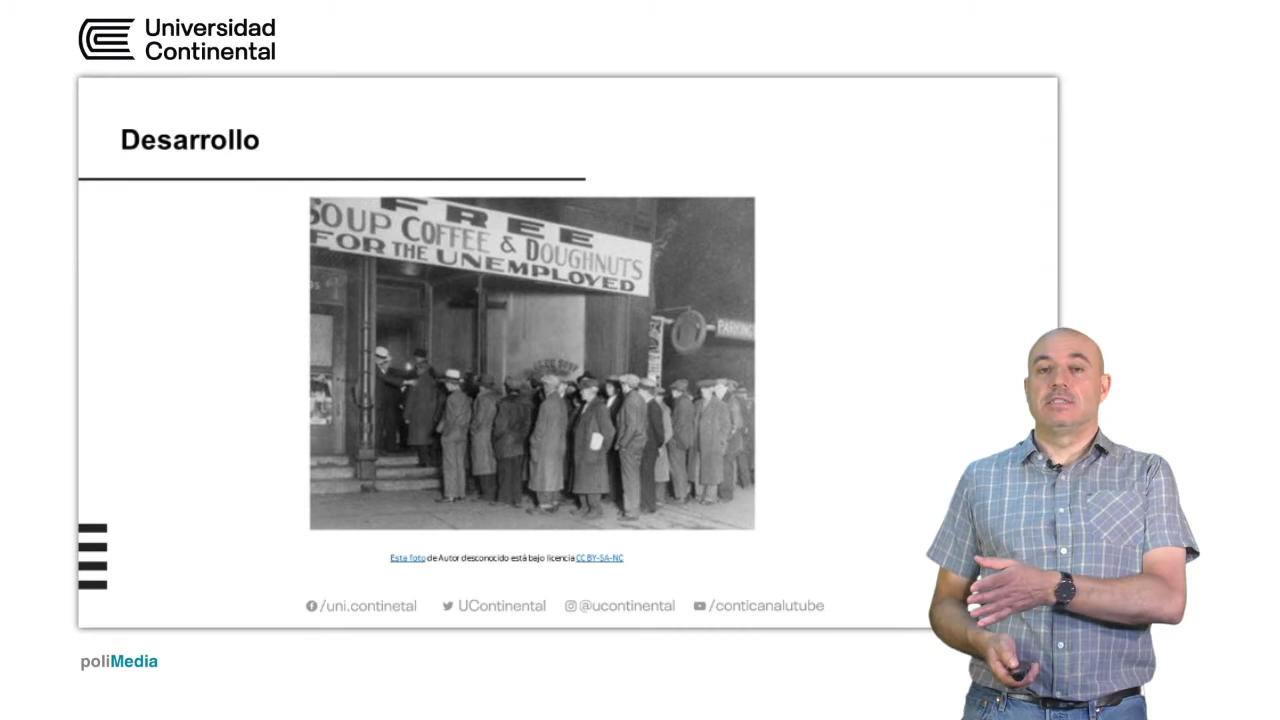 Universidad
Continental
Desarrollo
FREE
SOUP COFFEE & DOUGHNUTS
FOR THE UNEMPLOYED
PARKING
Esta foto de Autor desconocido está bajo licencia CC BY-SA-NC
/uni.continetal UContinental @ucontinental /conticanalutube
poliMedia